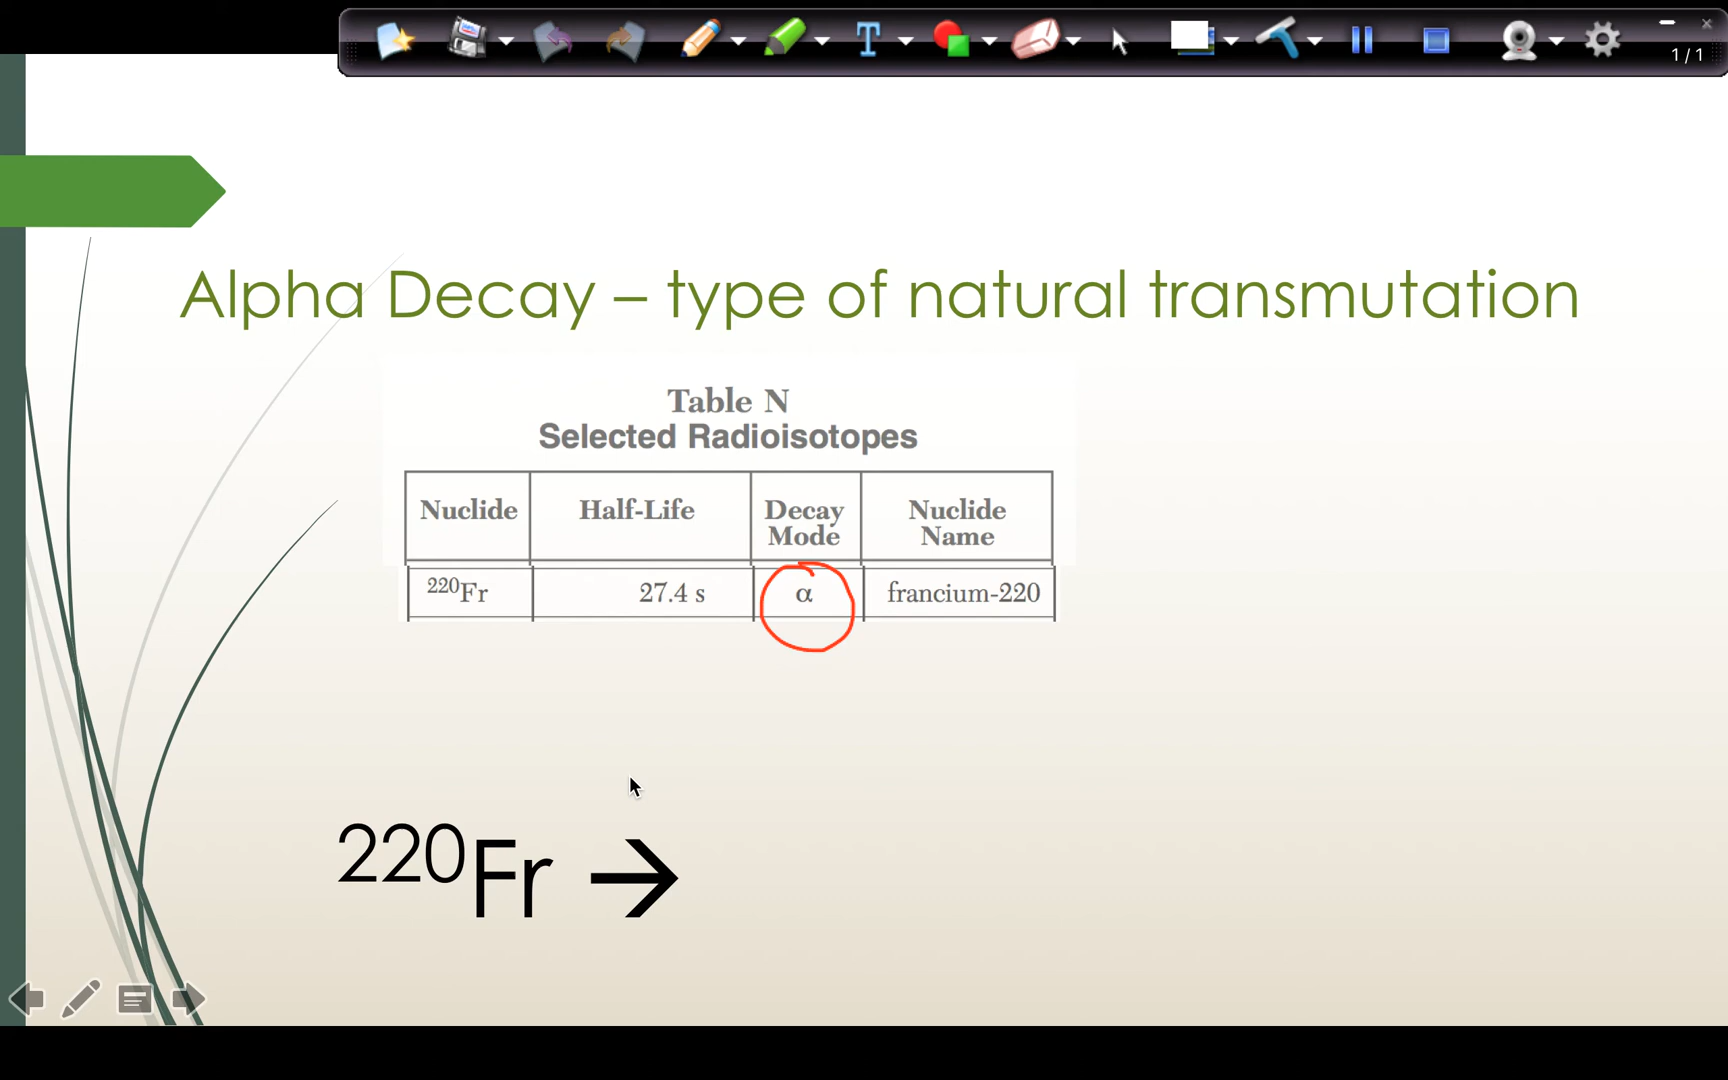 T
1 / 1
Alpha Decay – type of natural transmutation
Table N
Selected Radioisotopes
Nuclide Half-Life Decay Mode Nuclide Name
²²⁰Fr 27.4 s α francium-220
²²⁰Fr →